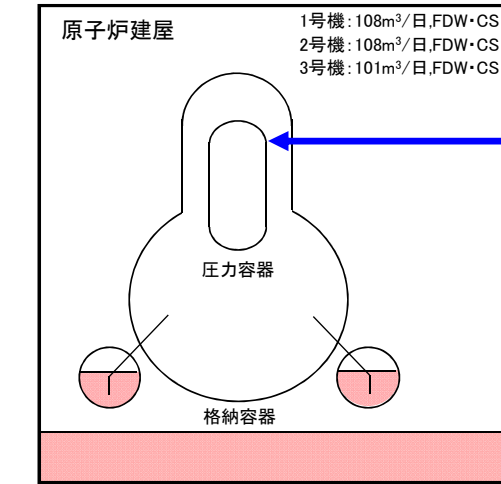 原子炉建屋
1号機:108m³/日,FDW・CS
2号機:108m³/日,FDW・CS
3号機:101m³/日,FDW・CS
圧力容器
格納容器